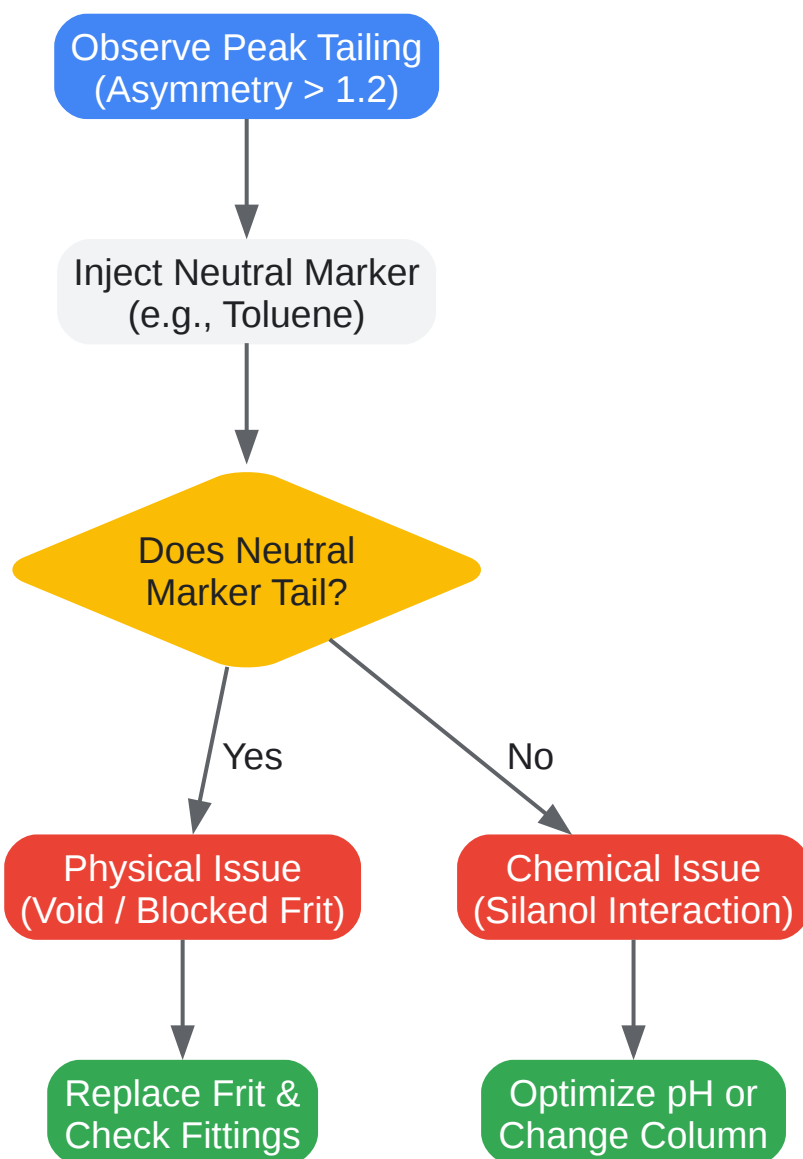 Observe Peak Tailing
(Asymmetry > 1.2)
Inject Neutral Marker
(e.g., Toluene)
Does Neutral
Marker Tail?
Yes
No
Physical Issue
(Void / Blocked Frit)
Chemical Issue
(Silanol Interaction)
Replace Frit &
Check Fittings
Optimize pH or
Change Column